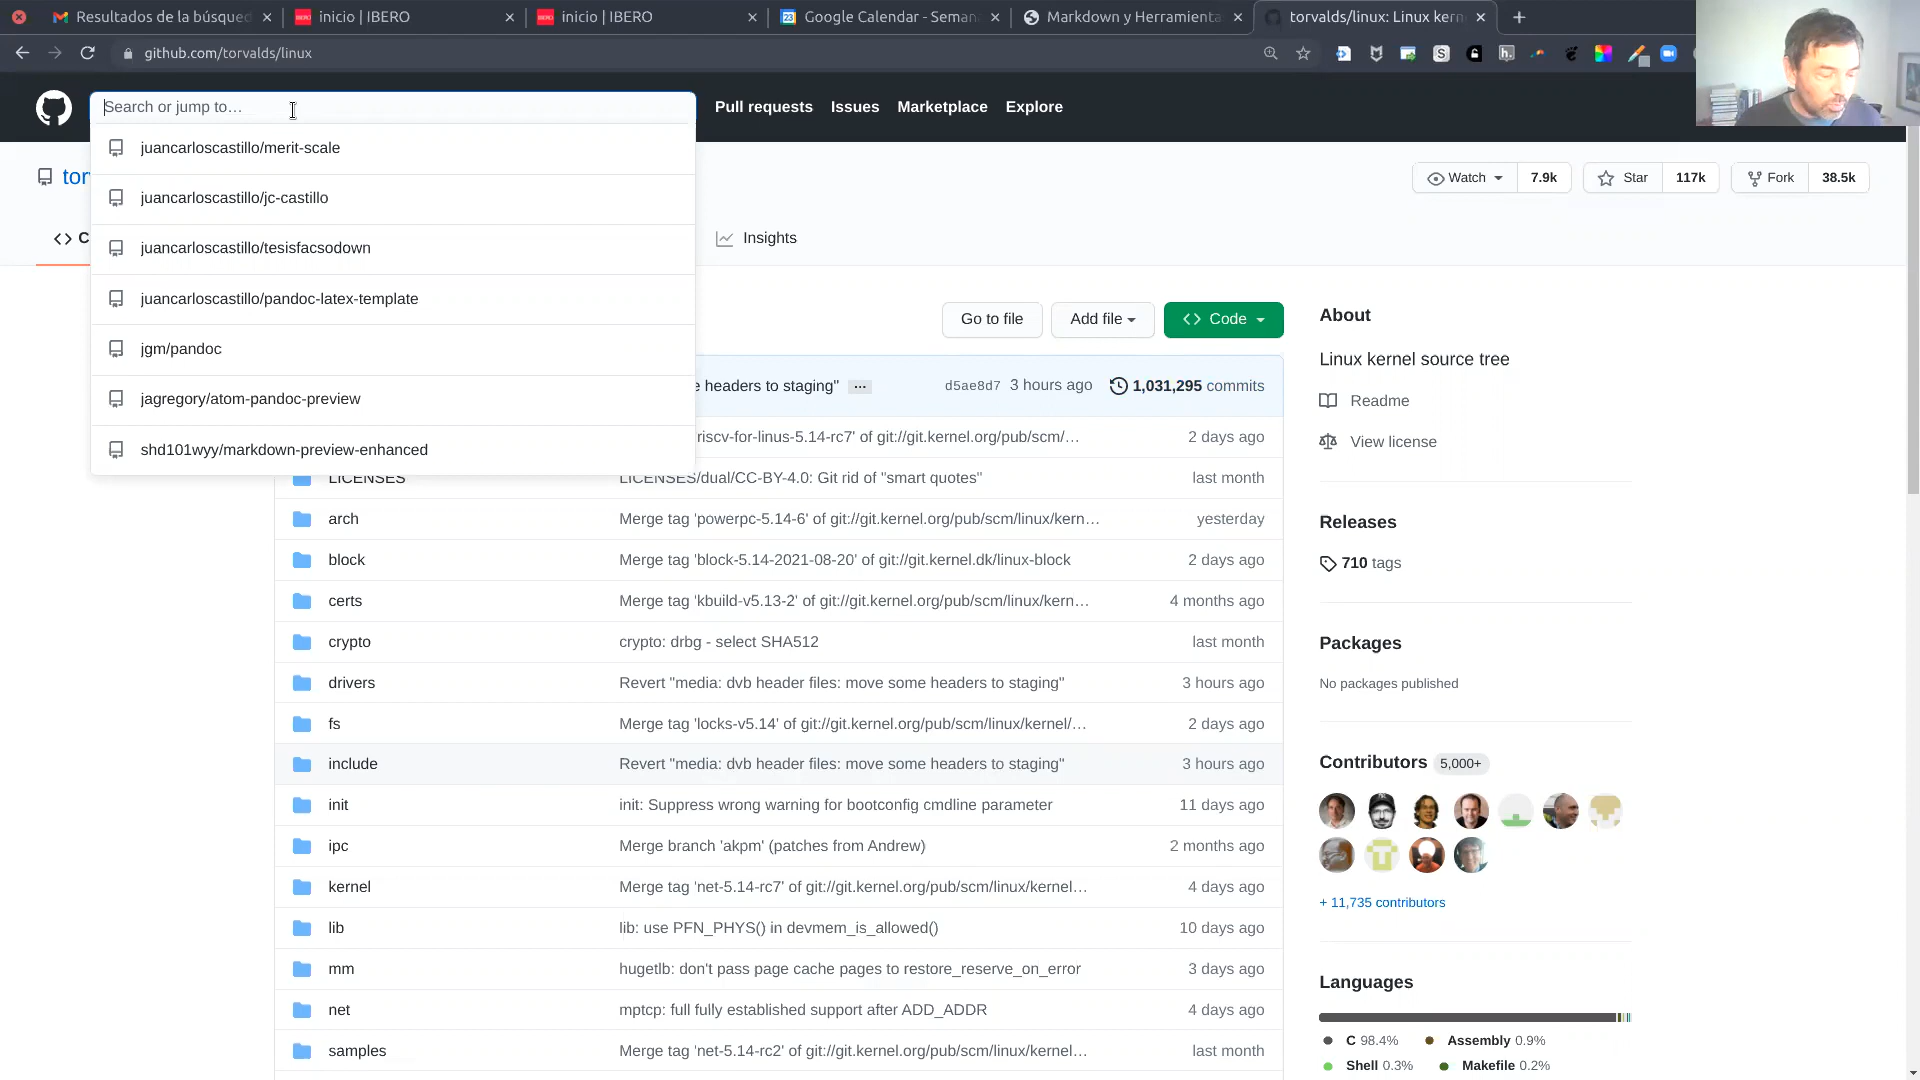 Resultados de la búsqued
inicio | IBERO
inicio | IBERO
Google Calendar - Seman
Markdown y Herramienta
torvalds/linux: Linux kern
github.com/torvalds/linux
Search or jump to…
Pull requests
Issues
Marketplace
Explore
juancarloscastillo/merit-scale
juancarloscastillo/jc-castillo
juancarloscastillo/tesisfacsodown
juancarloscastillo/pandoc-latex-template
jgm/pandoc
jagregory/atom-pandoc-preview
shd101wyy/markdown-preview-enhanced
tor
Watch 7.9k
Star 117k
Fork 38.5k
<> C
Insights
Go to file
Add file
<> Code
e headers to staging" ... d5ae8d7 3 hours ago 1,031,295 commits
riscv-for-linus-5.14-rc7' of git://git.kernel.org/pub/scm/… 2 days ago
LICENSES LICENSES/dual/CC-BY-4.0: Git rid of "smart quotes" last month
arch Merge tag 'powerpc-5.14-6' of git://git.kernel.org/pub/scm/linux/kern… yesterday
block Merge tag 'block-5.14-2021-08-20' of git://git.kernel.dk/linux-block 2 days ago
certs Merge tag 'kbuild-v5.13-2' of git://git.kernel.org/pub/scm/linux/kern… 4 months ago
crypto crypto: drbg - select SHA512 last month
drivers Revert "media: dvb header files: move some headers to staging" 3 hours ago
fs Merge tag 'locks-v5.14' of git://git.kernel.org/pub/scm/linux/kernel/… 2 days ago
include Revert "media: dvb header files: move some headers to staging" 3 hours ago
init init: Suppress wrong warning for bootconfig cmdline parameter 11 days ago
ipc Merge branch 'akpm' (patches from Andrew) 2 months ago
kernel Merge tag 'net-5.14-rc7' of git://git.kernel.org/pub/scm/linux/kernel… 4 days ago
lib lib: use PFN_PHYS() in devmem_is_allowed() 10 days ago
mm hugetlb: don't pass page cache pages to restore_reserve_on_error 3 days ago
net mptcp: full fully established support after ADD_ADDR 4 days ago
samples Merge tag 'net-5.14-rc2' of git://git.kernel.org/pub/scm/linux/kernel… last month
About
Linux kernel source tree
Readme
View license
Releases
710 tags
Packages
No packages published
Contributors 5,000+
+ 11,735 contributors
Languages
C 98.4% Assembly 0.9%
Shell 0.3% Makefile 0.2%